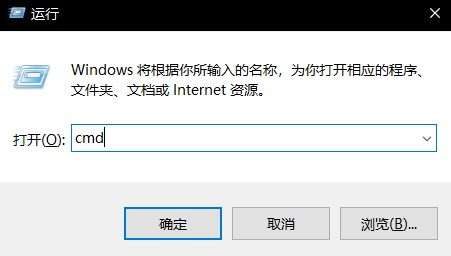 运行
Windows 将根据你所输入的名称，为你打开相应的程序、
文件夹、文档或 Internet 资源。
打开(O): cmd
确定 取消 浏览(B)...